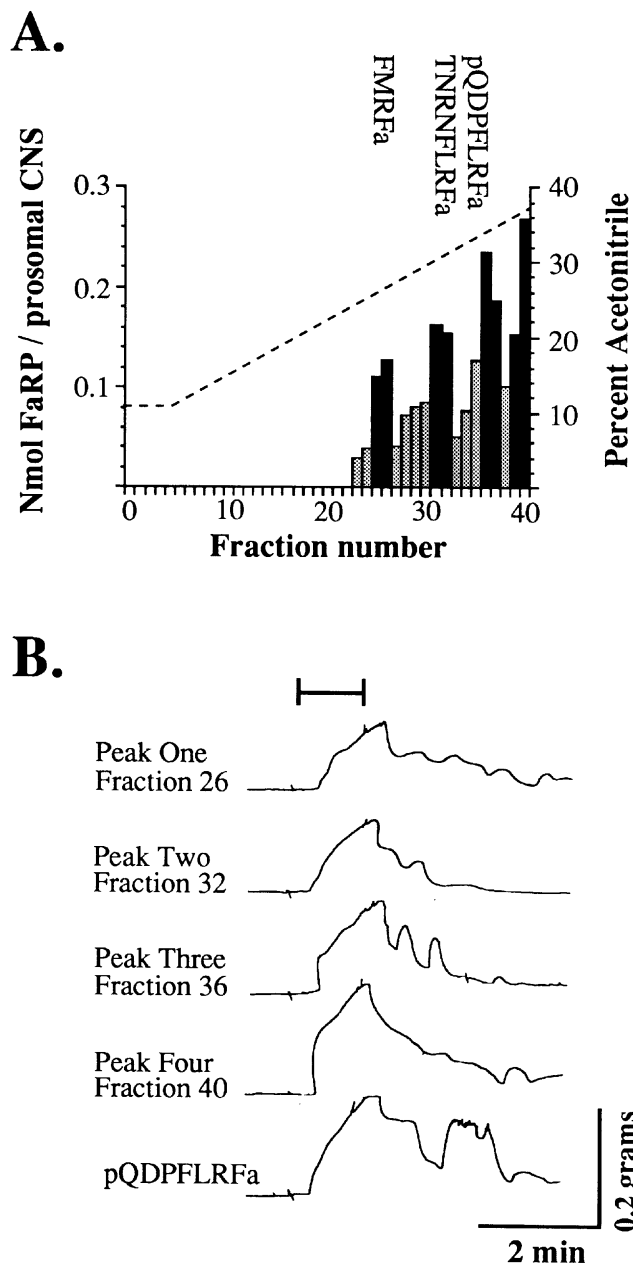 A.
FMRFa
TNRNFLRFa
pQDPFLRFa
Nmol FaRP / prosomal CNS
0.3
0.2
0.1
40
30
20
10
Percent Acetonitrile
0 10 20 30 40
Fraction number
B.
Peak One
Fraction 26
Peak Two
Fraction 32
Peak Three
Fraction 36
Peak Four
Fraction 40
pQDPFLRFa
0.2 grams
2 min